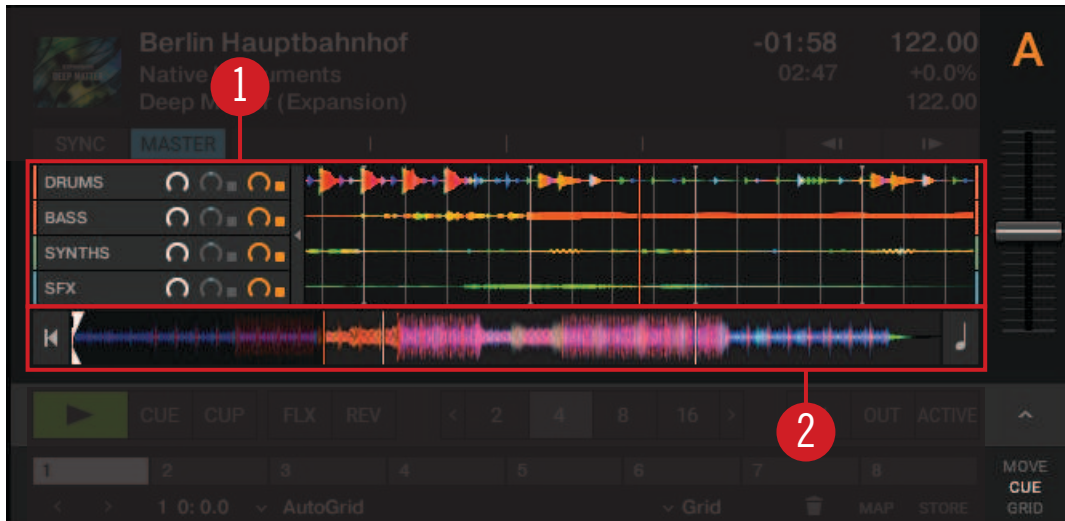 Berlin Hauptbahnhof -01:58 122.00 A
02:47 +0.0%
Native uments
Deep M (Expansion) 122.00
1
SYNC MASTER
DRUMS
BASS
SYNTHS
SFX
CUE CUP FLX REV < 2 4 8 16 > OUT ACTIVE
2
1 2 3 4 5 6 7 8
MOVE
CUE
GRID
< > 1 0:0.0 AutoGrid Grid MAP STORE